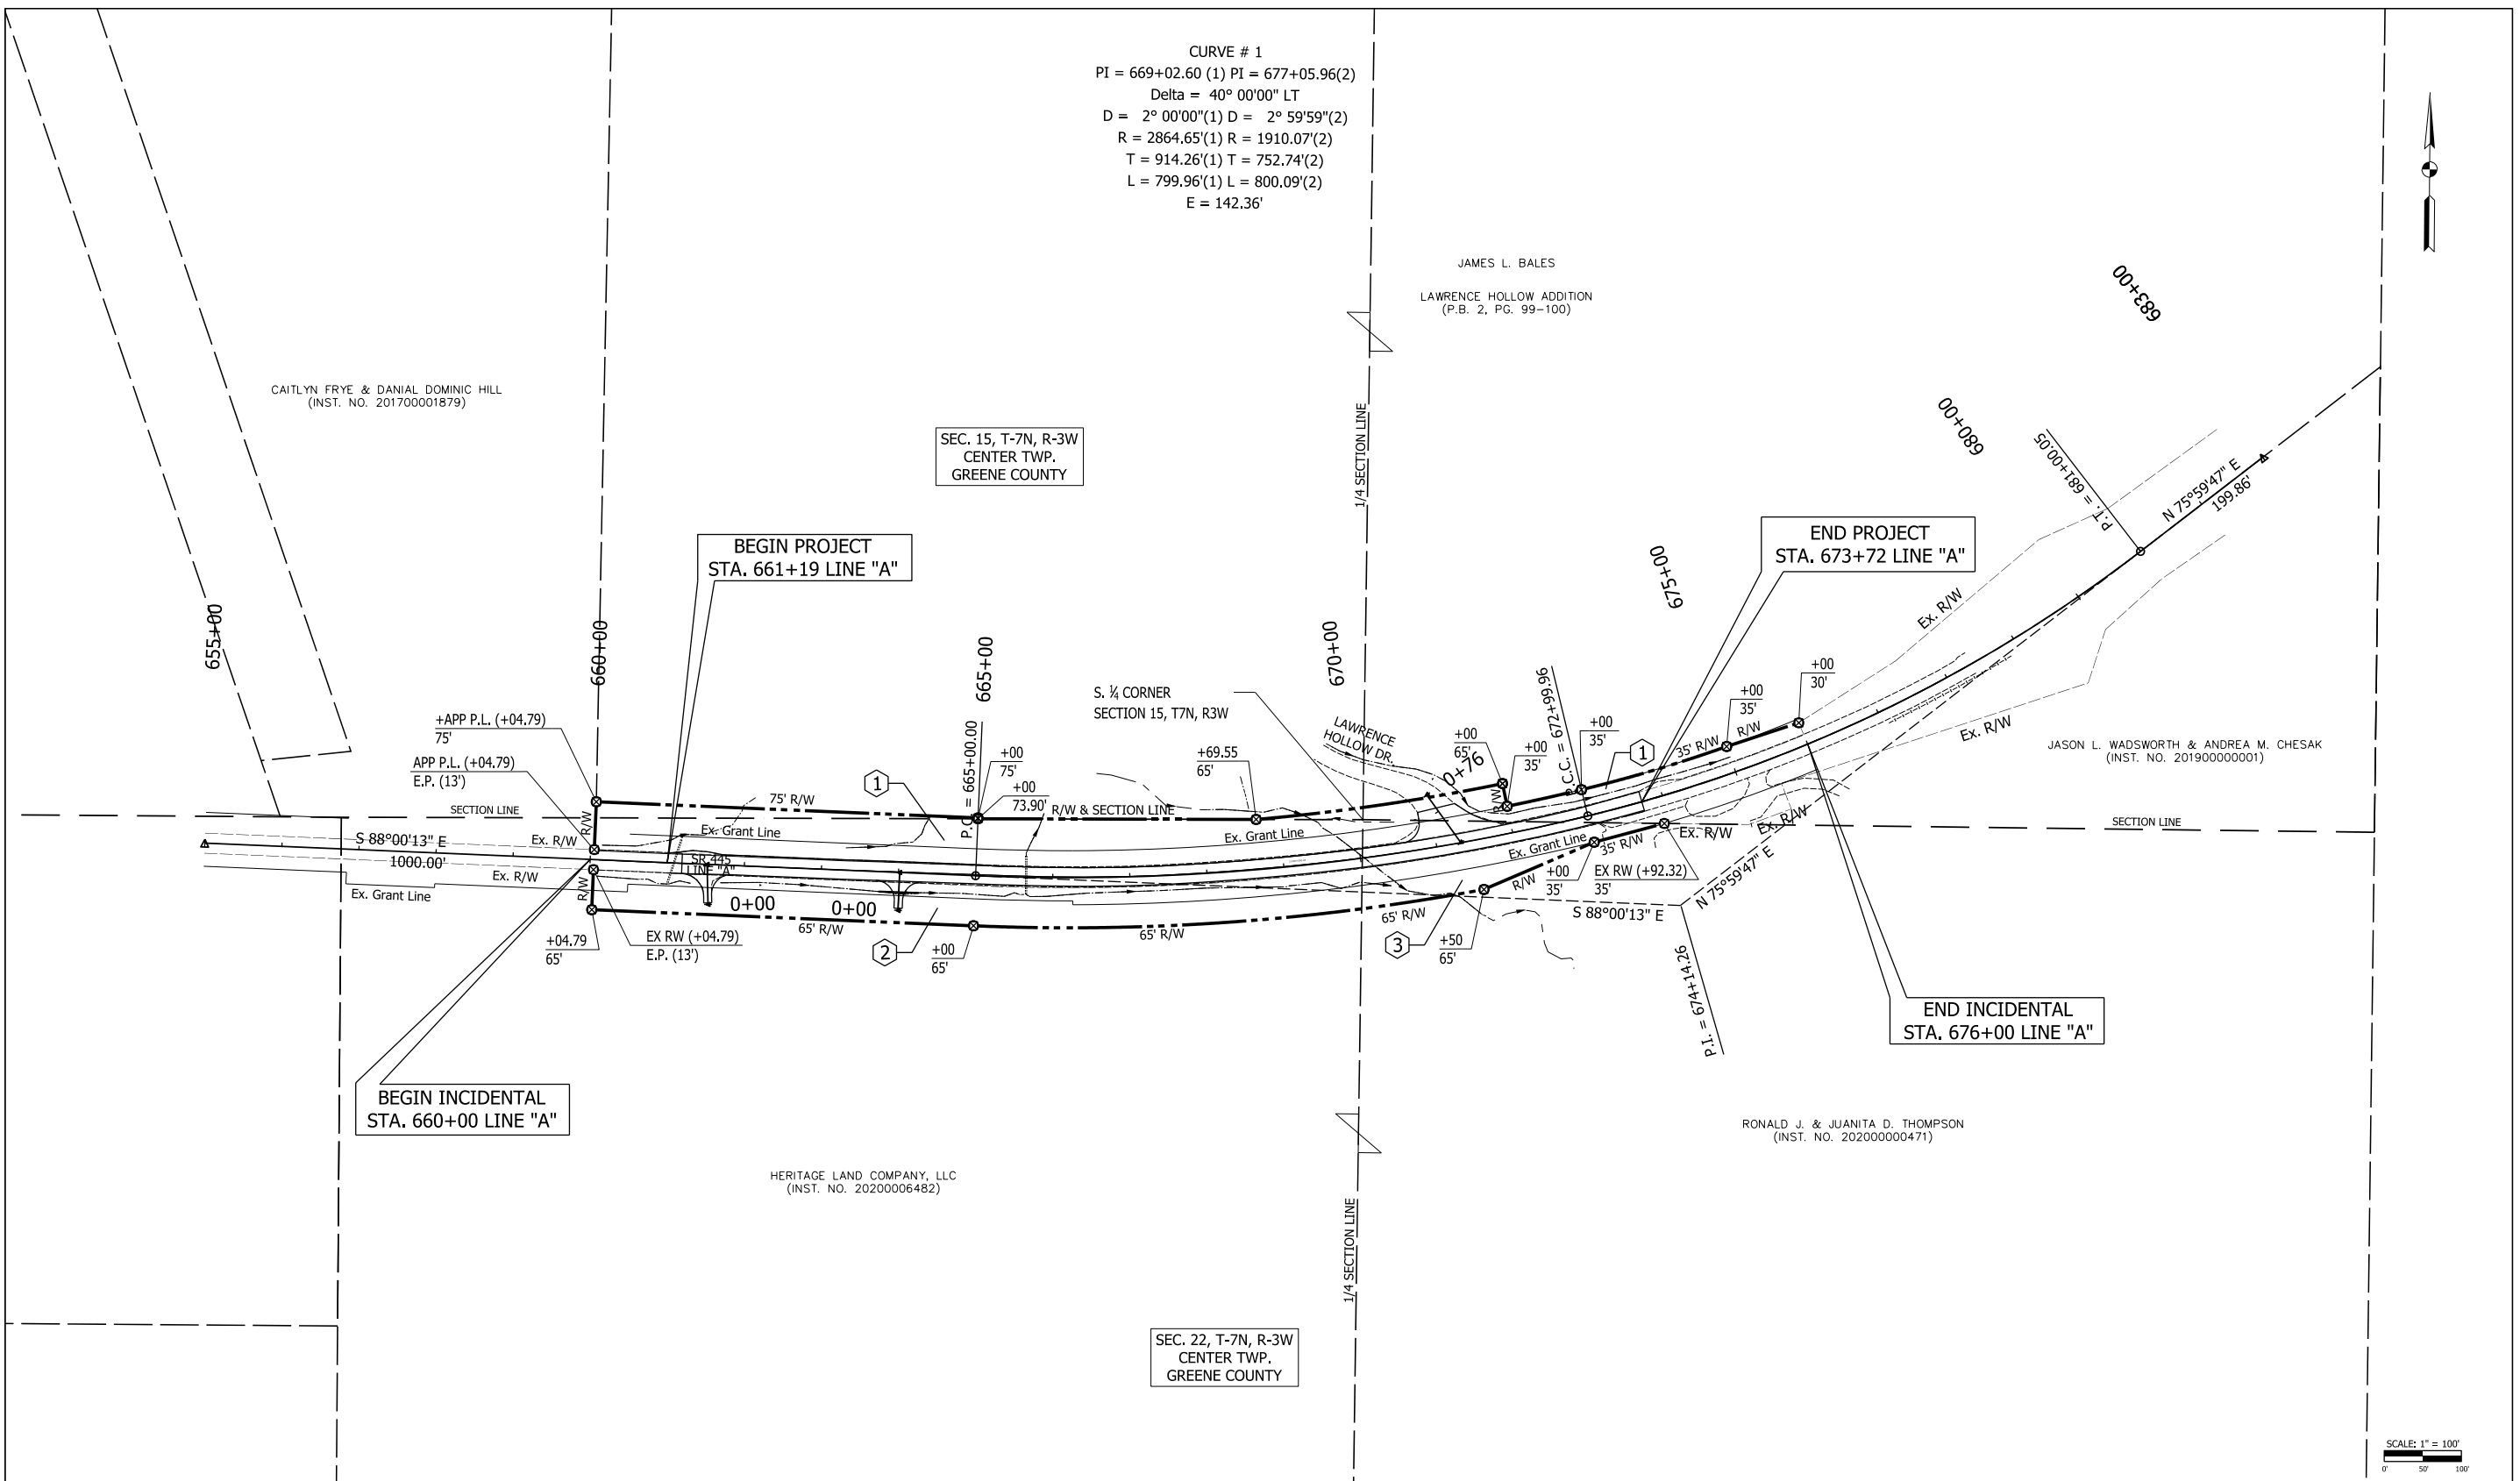 CURVE # 1
PI = 669+02.60 (1) PI = 677+05.96(2)
Delta = 40° 00'00" LT
D = 2° 00'00"(1) D = 2° 59'59"(2)
R = 2864.65'(1) R = 1910.07'(2)
T = 914.26'(1) T = 752.74'(2)
L = 799.96'(1) L = 800.09'(2)
E = 142.36'
JAMES L. BALES
LAWRENCE HOLLOW ADDITION
(P.B. 2, PG. 99-100)
CAITLYN FRYE & DANIAL DOMINIC HILL
(INST. NO. 201700001879)
SEC. 15, T-7N, R-3W
CENTER TWP.
GREENE COUNTY
1/4 SECTION LINE
683+00
680+00
P.T. = 681+00.05
N 75°59'47" E
199.86'
BEGIN PROJECT
STA. 661+19 LINE "A"
END PROJECT
STA. 673+72 LINE "A"
655+00
660+00
665+00
670+00
675+00
Ex. R/W
Ex. R/W
+APP P.L. (+04.79)
75'
APP P.L. (+04.79)
E.P. (13')
S. ¼ CORNER
SECTION 15, T7N, R3W
LAWRENCE
HOLLOW DR.
P.C. = 665+00.00
+00
75'
+00
73.90'
+69.55
65'
+00
65'
+00
35'
0+76
P.C.C. = 672+99.96
+00
35'
1
35' R/W
R/W
+00
35'
+00
30'
JASON L. WADSWORTH & ANDREA M. CHESAK
(INST. NO. 201900000001)
SECTION LINE
75' R/W
1
R/W & SECTION LINE
R/W
R/W
Ex. Grant Line
Ex. Grant Line
Ex. Grant Line
S 88°00'13" E
1000.00'
Ex. R/W
Ex. R/W
SR 445
LINE "A"
Ex. Grant Line
R/W
0+00
0+00
65' R/W
65' R/W
65' R/W
R/W
35' R/W
Ex. R/W
Ex. R/W
SECTION LINE
+04.79
65'
EX RW (+04.79)
E.P. (13')
2
+00
65'
3
+50
65'
+00
35'
EX RW (+92.32)
35'
S 88°00'13" E
N 75°59'47" E
P.I. = 674+14.26
BEGIN INCIDENTAL
STA. 660+00 LINE "A"
END INCIDENTAL
STA. 676+00 LINE "A"
RONALD J. & JUANITA D. THOMPSON
(INST. NO. 202000000471)
HERITAGE LAND COMPANY, LLC
(INST. NO. 20200006482)
1/4 SECTION LINE
SEC. 22, T-7N, R-3W
CENTER TWP.
GREENE COUNTY
SCALE: 1" = 100'
0' 50' 100'